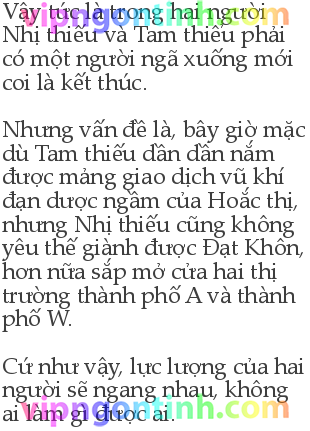 Vậy tức là trong hai người
Nhị thiếu và Tam thiếu phải
có một người ngã xuống mới
coi là kết thúc.
Nhưng vấn đề là, bây giờ mặc
dù Tam thiếu dần dần nắm
được mảng giao dịch vũ khí
đạn dược ngầm của Hoắc thị,
nhưng Nhị thiếu cũng không
yêu thế giành được Đạt Khôn,
hơn nữa sắp mở cửa hai thị
trường thành phố A và thành
phố W.
Cứ như vậy, lực lượng của hai
người sẽ ngang nhau, không
ai làm gì được ai.
vipngontinh.com
vipngontinh.com